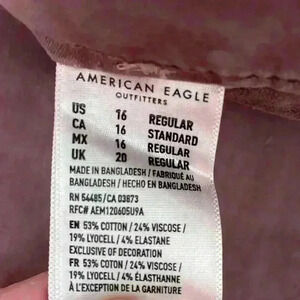 AMERICAN EAGLE
OUTFITTERS
US 16 REGULAR
CA 16 STANDARD
MX 16 REGULAR
UK 20 REGULAR
MADE IN BANGLADESH / FABRIQUÉ AU
BANGLADESH / HECHO EN BANGLADESH
RN 54485/CA 03873
RFC# AEM120605U9A
EN 53% COTTON / 24% VISCOSE /
19% LYOCELL / 4% ELASTANE
EXCLUSIVE OF DECORATION
FR 53% COTON / 24% VISCOSE /
19% LYOCELL / 4% ÉLASTHANNE
À L'EXCEPTION DE LA GARNITURE